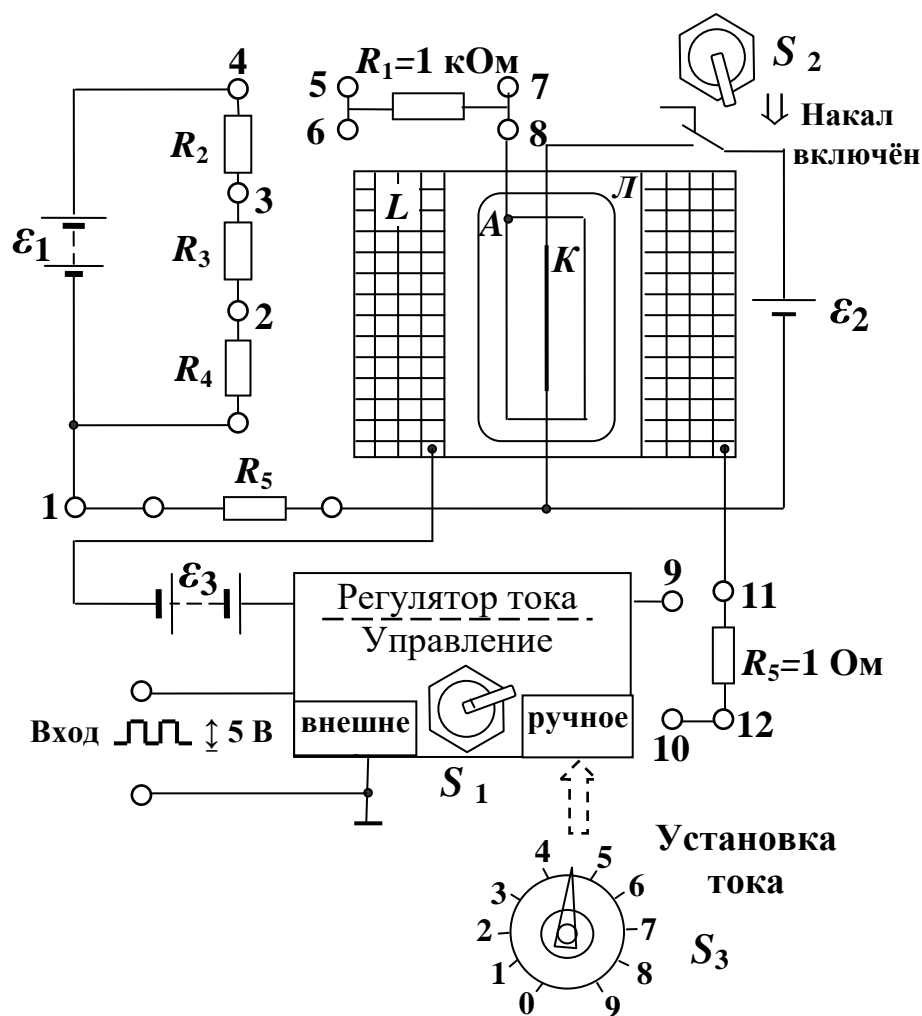 4
5
R₁=1 кОм
7
6
8
S 2
Накал
включён
R₂
3
L
Л
A
К
ε₁
R₃
2
ε₂
R₄
1
R₅
ε₃
Регулятор тока
Управление
9
11
R₅=1 Ом
Вход
5 В
внешне
ручное
10
12
S 1
Установка
тока
4
5
3
6
2
7
S₃
1
8
0
9